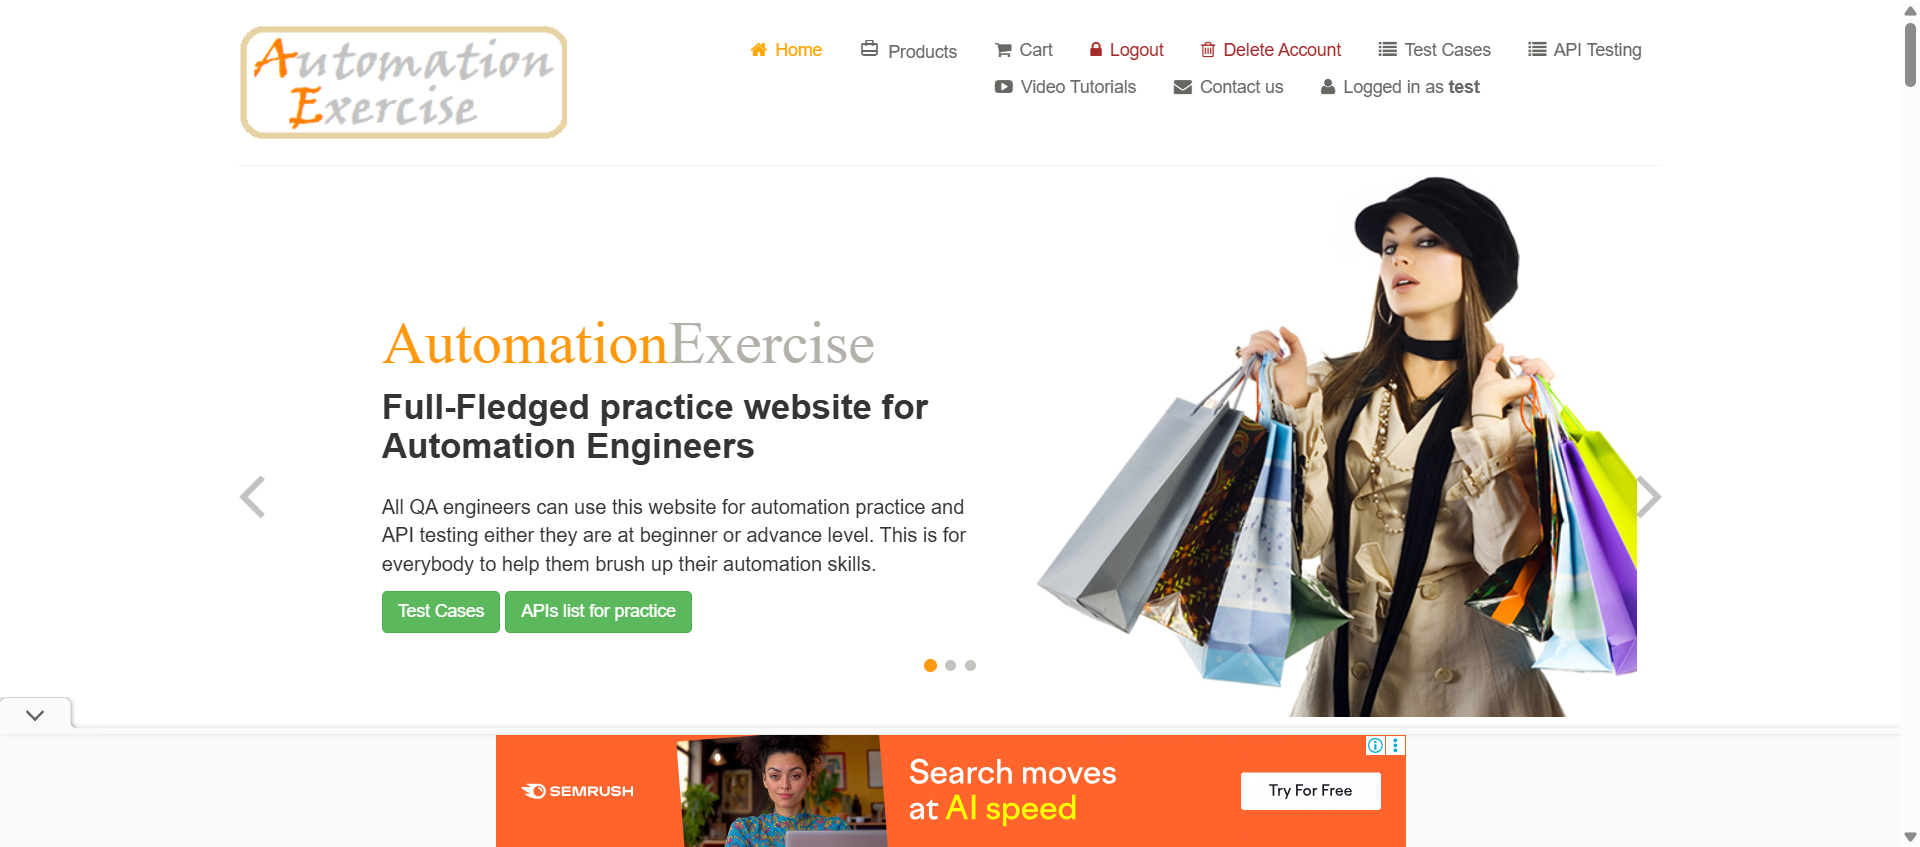 Automation
Exercise
Home Products Cart Logout Delete Account Test Cases API Testing
Video Tutorials Contact us Logged in as test
AutomationExercise
Full-Fledged practice website for
Automation Engineers
All QA engineers can use this website for automation practice and
API testing either they are at beginner or advance level. This is for
everybody to help them brush up their automation skills.
Test Cases APIs list for practice
SEMRUSH
Search moves
at AI speed
Try For Free